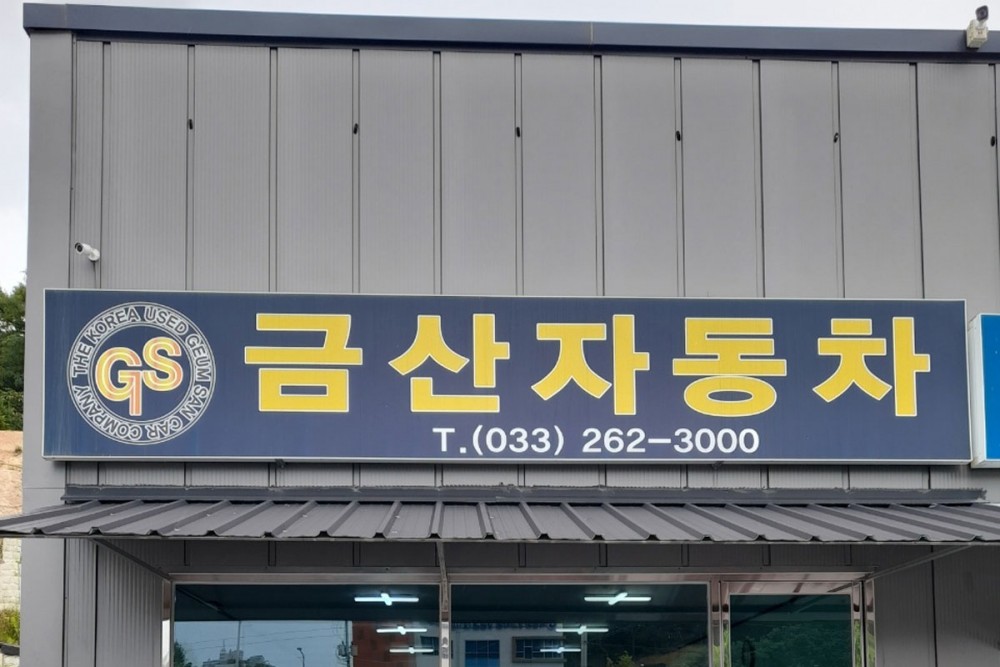 THE KOREA USED GEUM SAN CAR COMPANY
GS
금산자동차
T.(033) 262-3000